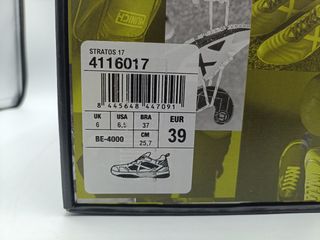 STRATOS 17
4116017
8 445648 447091
UK USA BRA EUR
6 6,5 37 39
BE-4000 CM
25,7
MUNICH